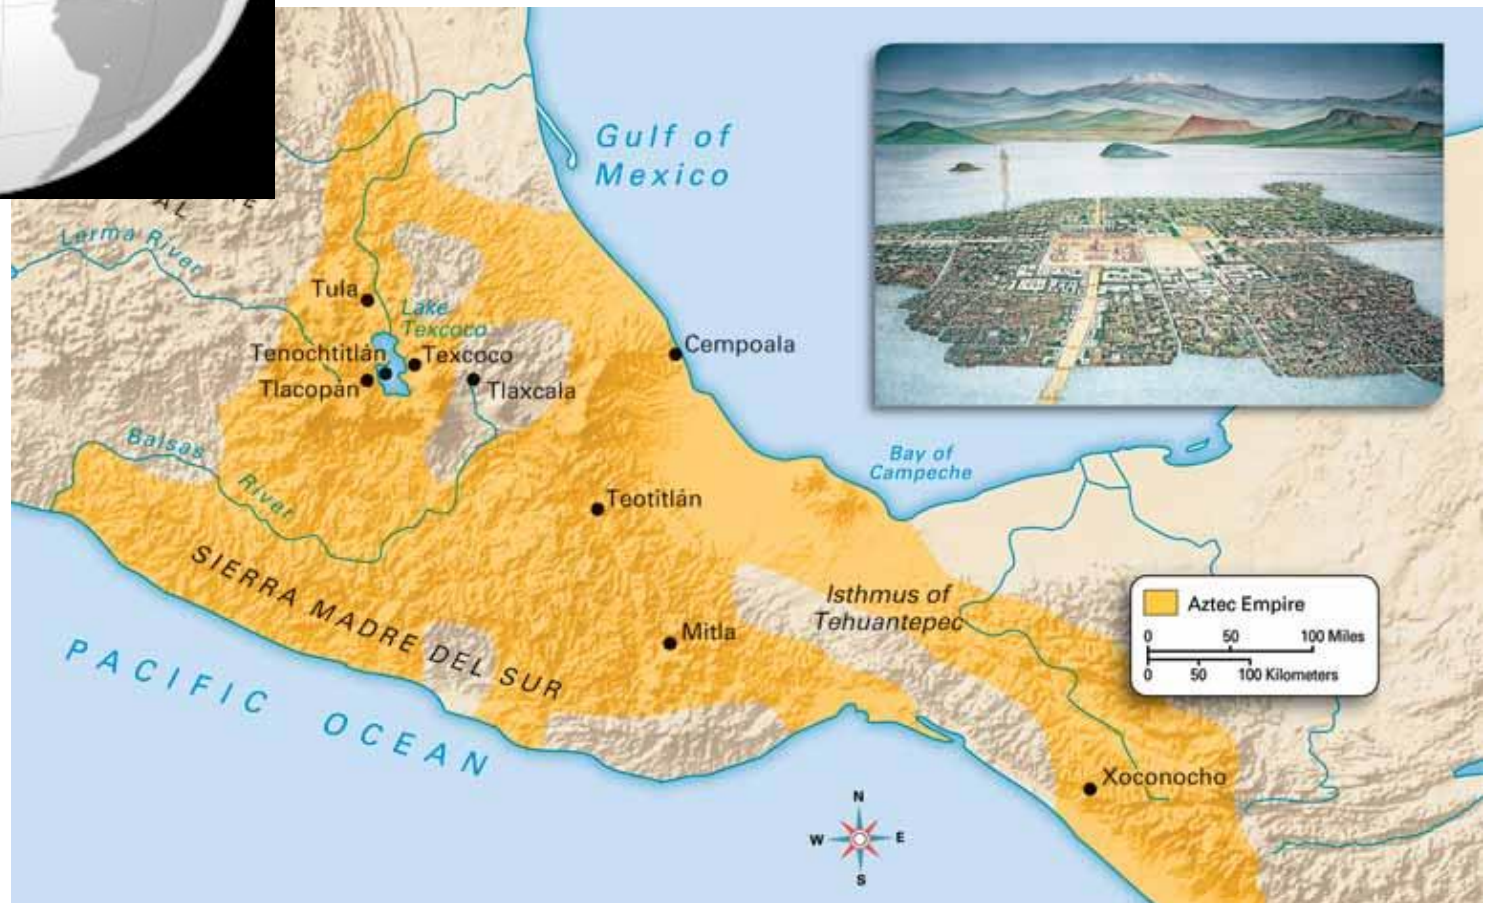 Gulf of
Mexico
Lerma River
Tula
Lake
Texcoco
Tenochtitlán
Texcoco
Tlacopán
Tlaxcala
Cempoala
Balsas
River
Bay of
Campeche
Teotitlán
SIERRA MADRE DEL SUR
Isthmus of
Tehuantepec
Mitla
PACIFIC OCEAN
Xoconocho
Aztec Empire
0 50 100 Miles
0 50 100 Kilometers
N
W E
S